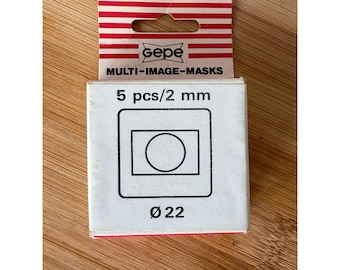 GePe
MULTI-IMAGE-MASKS
5 pcs/2 mm
Ø 22